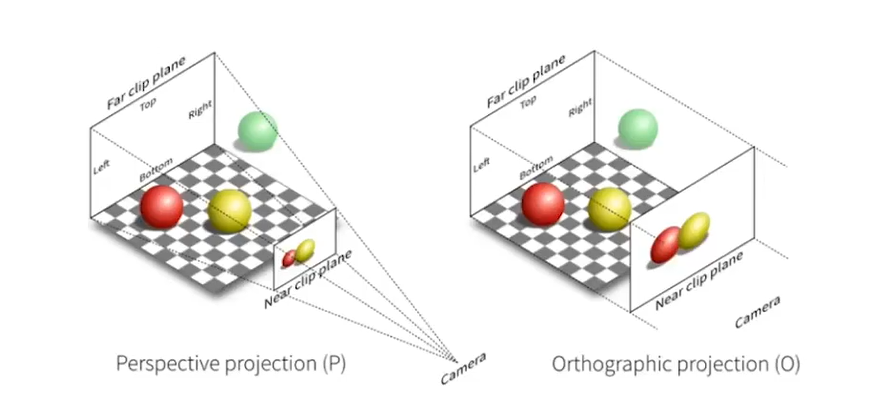 Far clip plane
Top
Right
Left
Bottom
Near clip plane
Camera
Perspective projection (P)
Far clip plane
Top
Right
Left
Bottom
Near clip plane
Camera
Orthographic projection (O)